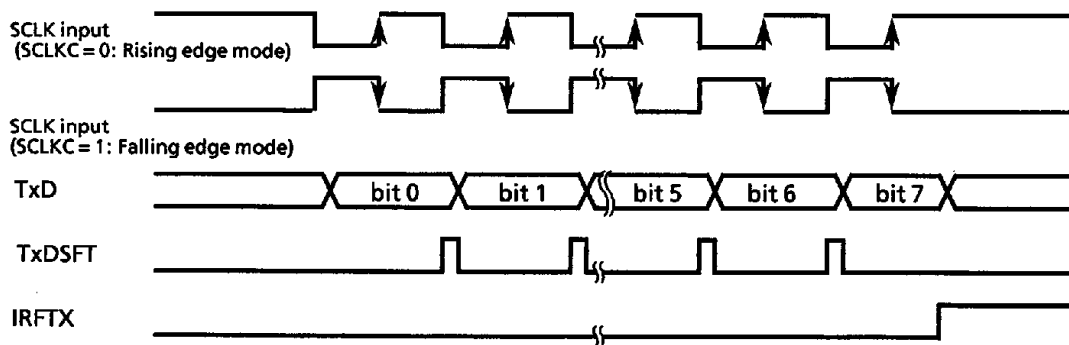 SCLK input
(SCLKC = 0: Rising edge mode)
SCLK input
(SCLKC = 1: Falling edge mode)
TxD
bit 0
bit 1
bit 5
bit 6
bit 7
TxDSFT
IRFTX